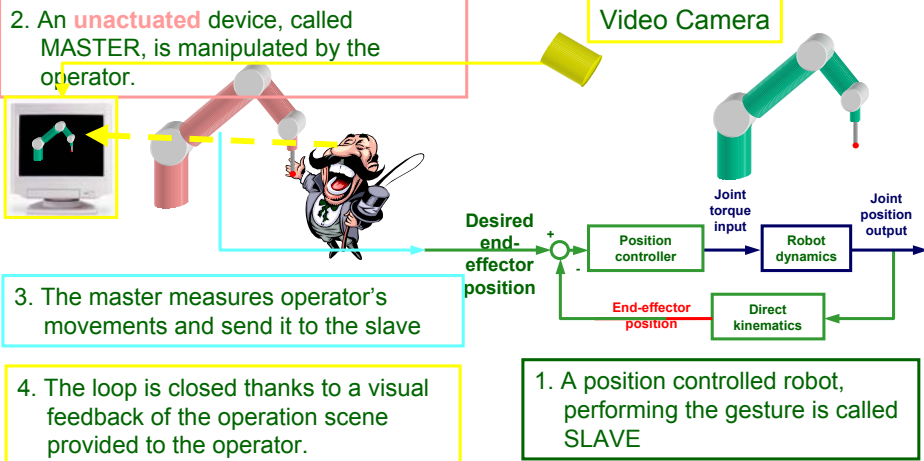 2. An unactuated device, called
MASTER, is manipulated by the
operator.
Video Camera
Desired
end-
effector
position
+
-
Position
controller
Joint
torque
input
Robot
dynamics
Joint
position
output
End-effector
position
Direct
kinematics
3. The master measures operator's
movements and send it to the slave
4. The loop is closed thanks to a visual
feedback of the operation scene
provided to the operator.
1. A position controlled robot,
performing the gesture is called
SLAVE